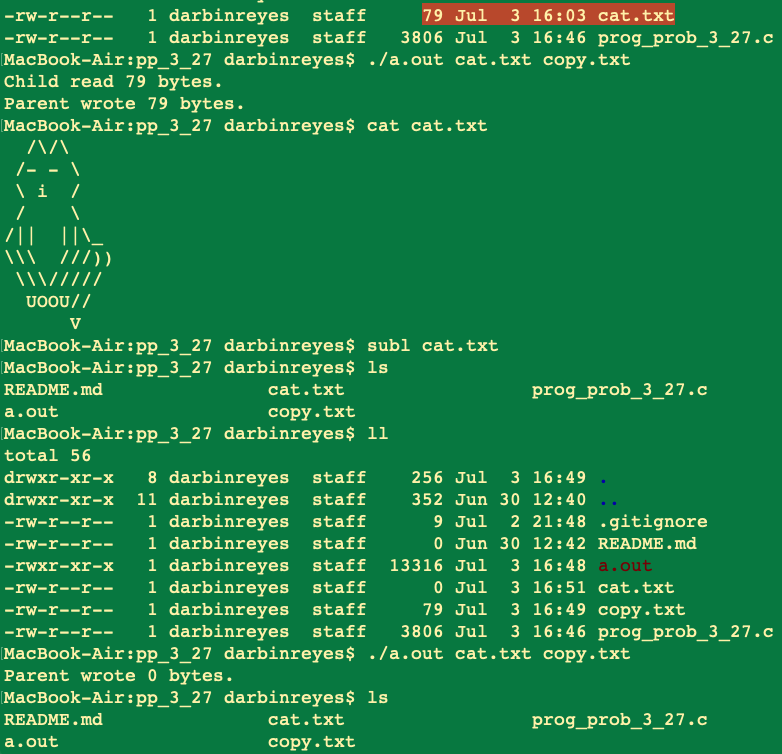 -rw-r--r--   1 darbinreyes  staff     79 Jul  3 16:03 cat.txt
-rw-r--r--   1 darbinreyes  staff   3806 Jul  3 16:46 prog_prob_3_27.c
MacBook-Air:pp_3_27 darbinreyes$ ./a.out cat.txt copy.txt
Child read 79 bytes.
Parent wrote 79 bytes.
MacBook-Air:pp_3_27 darbinreyes$ cat cat.txt
  /\/\
 /- - \
 \ i  /
 /    \
/||  ||\_
\\\  ///))
 \\\/////
  UOOU//
      V
MacBook-Air:pp_3_27 darbinreyes$ subl cat.txt
MacBook-Air:pp_3_27 darbinreyes$ ls
README.md               cat.txt                 prog_prob_3_27.c
a.out                   copy.txt
MacBook-Air:pp_3_27 darbinreyes$ ll
total 56
drwxr-xr-x   8 darbinreyes  staff    256 Jul  3 16:49 .
drwxr-xr-x  11 darbinreyes  staff    352 Jun 30 12:40 ..
-rw-r--r--   1 darbinreyes  staff      9 Jul  2 21:48 .gitignore
-rw-r--r--   1 darbinreyes  staff      0 Jun 30 12:42 README.md
-rwxr-xr-x   1 darbinreyes  staff  13316 Jul  3 16:48 a.out
-rw-r--r--   1 darbinreyes  staff      0 Jul  3 16:51 cat.txt
-rw-r--r--   1 darbinreyes  staff     79 Jul  3 16:49 copy.txt
-rw-r--r--   1 darbinreyes  staff   3806 Jul  3 16:46 prog_prob_3_27.c
MacBook-Air:pp_3_27 darbinreyes$ ./a.out cat.txt copy.txt
Parent wrote 0 bytes.
MacBook-Air:pp_3_27 darbinreyes$ ls
README.md               cat.txt                 prog_prob_3_27.c
a.out                   copy.txt